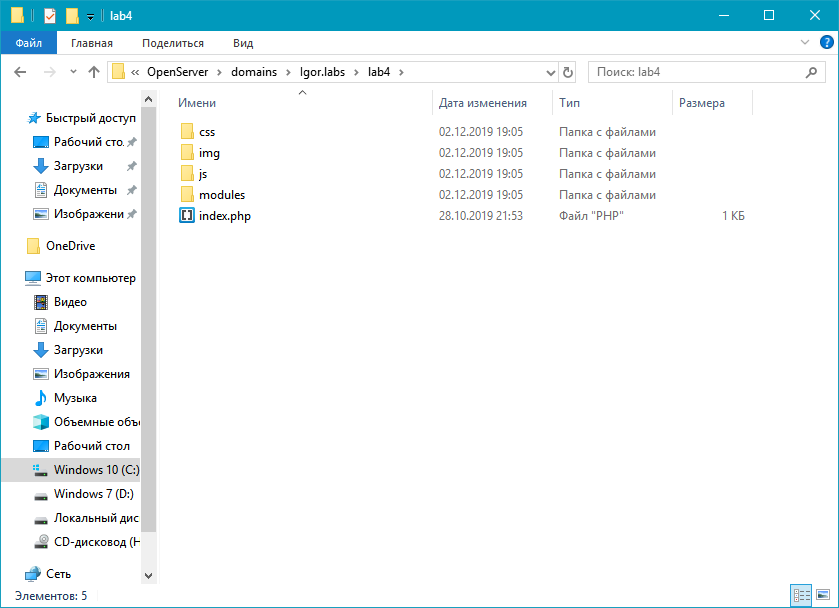 lab4
Файл Главная Поделиться Вид
« OpenServer › domains › Igor.labs › lab4 ›
Поиск: lab4
Имени Дата изменения Тип Размера
css 02.12.2019 19:05 Папка с файлами
img 02.12.2019 19:05 Папка с файлами
js 02.12.2019 19:05 Папка с файлами
modules 02.12.2019 19:05 Папка с файлами
index.php 28.10.2019 21:53 Файл "PHP" 1 КБ
Быстрый доступ
Рабочий сто.
Загрузки
Документы
Изображени
OneDrive
Этот компьютер
Видео
Документы
Загрузки
Изображения
Музыка
Объемные объ
Рабочий стол
Windows 10 (C:)
Windows 7 (D:)
Локальный дис
CD-дисковод (H
Сеть
Элементов: 5